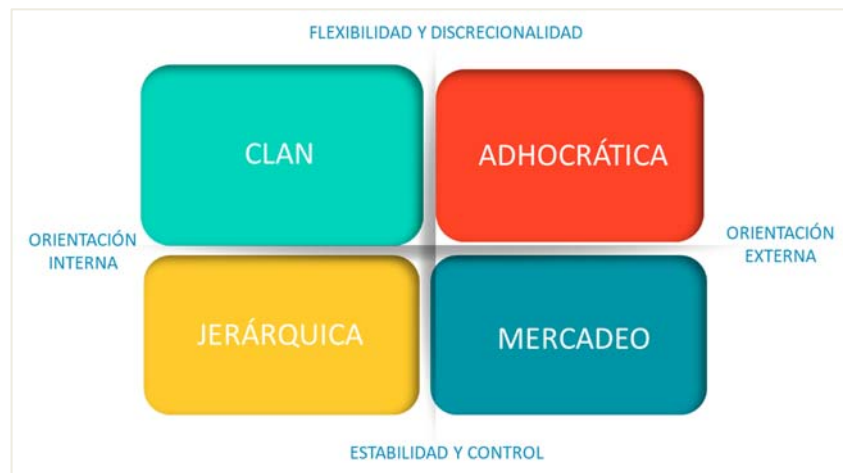 FLEXIBILIDAD Y DISCRECIONALIDAD
CLAN
ADHOCRÁTICA
ORIENTACIÓN
INTERNA
ORIENTACIÓN
EXTERNA
JERÁRQUICA
MERCADEO
ESTABILIDAD Y CONTROL